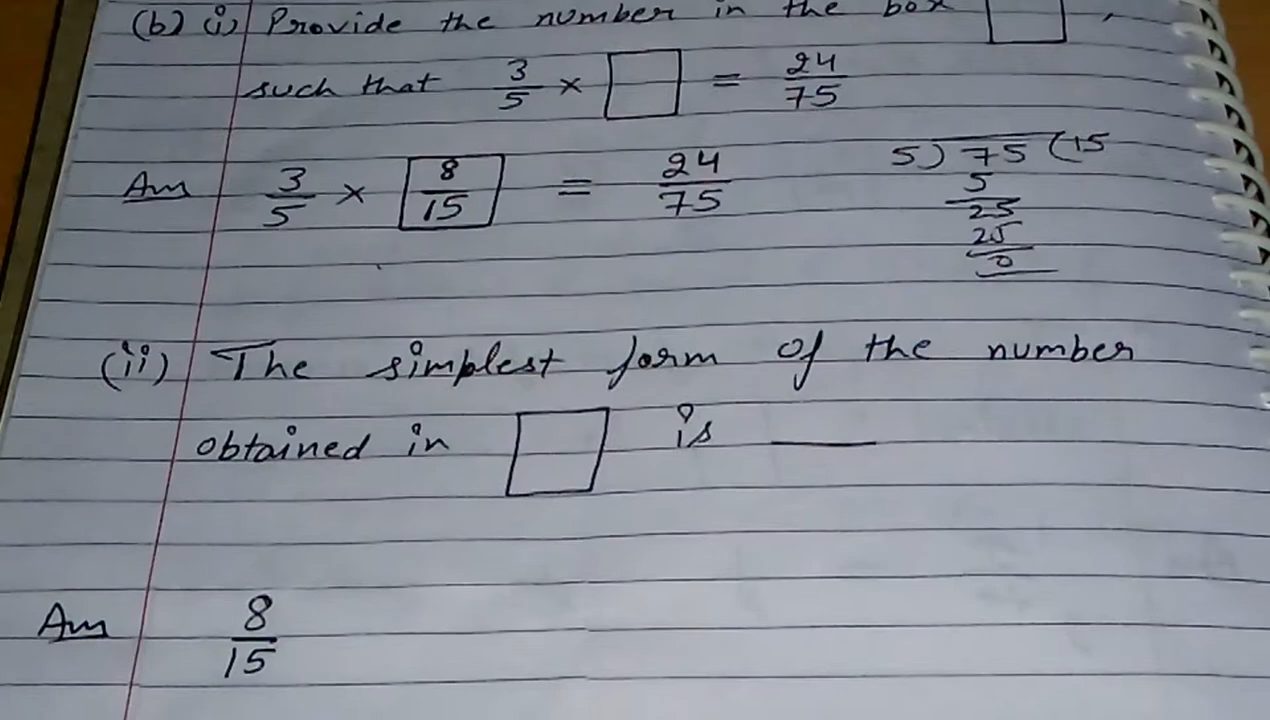 (b) (i) Provide the number in the box □,
such that 3/5 × □ = 24/75
Ans 3/5 × 8/15 = 24/75
5) 75 (15
5
25
25
0
(ii) The simplest form of the number
obtained in □ is ____
Ans 8/15